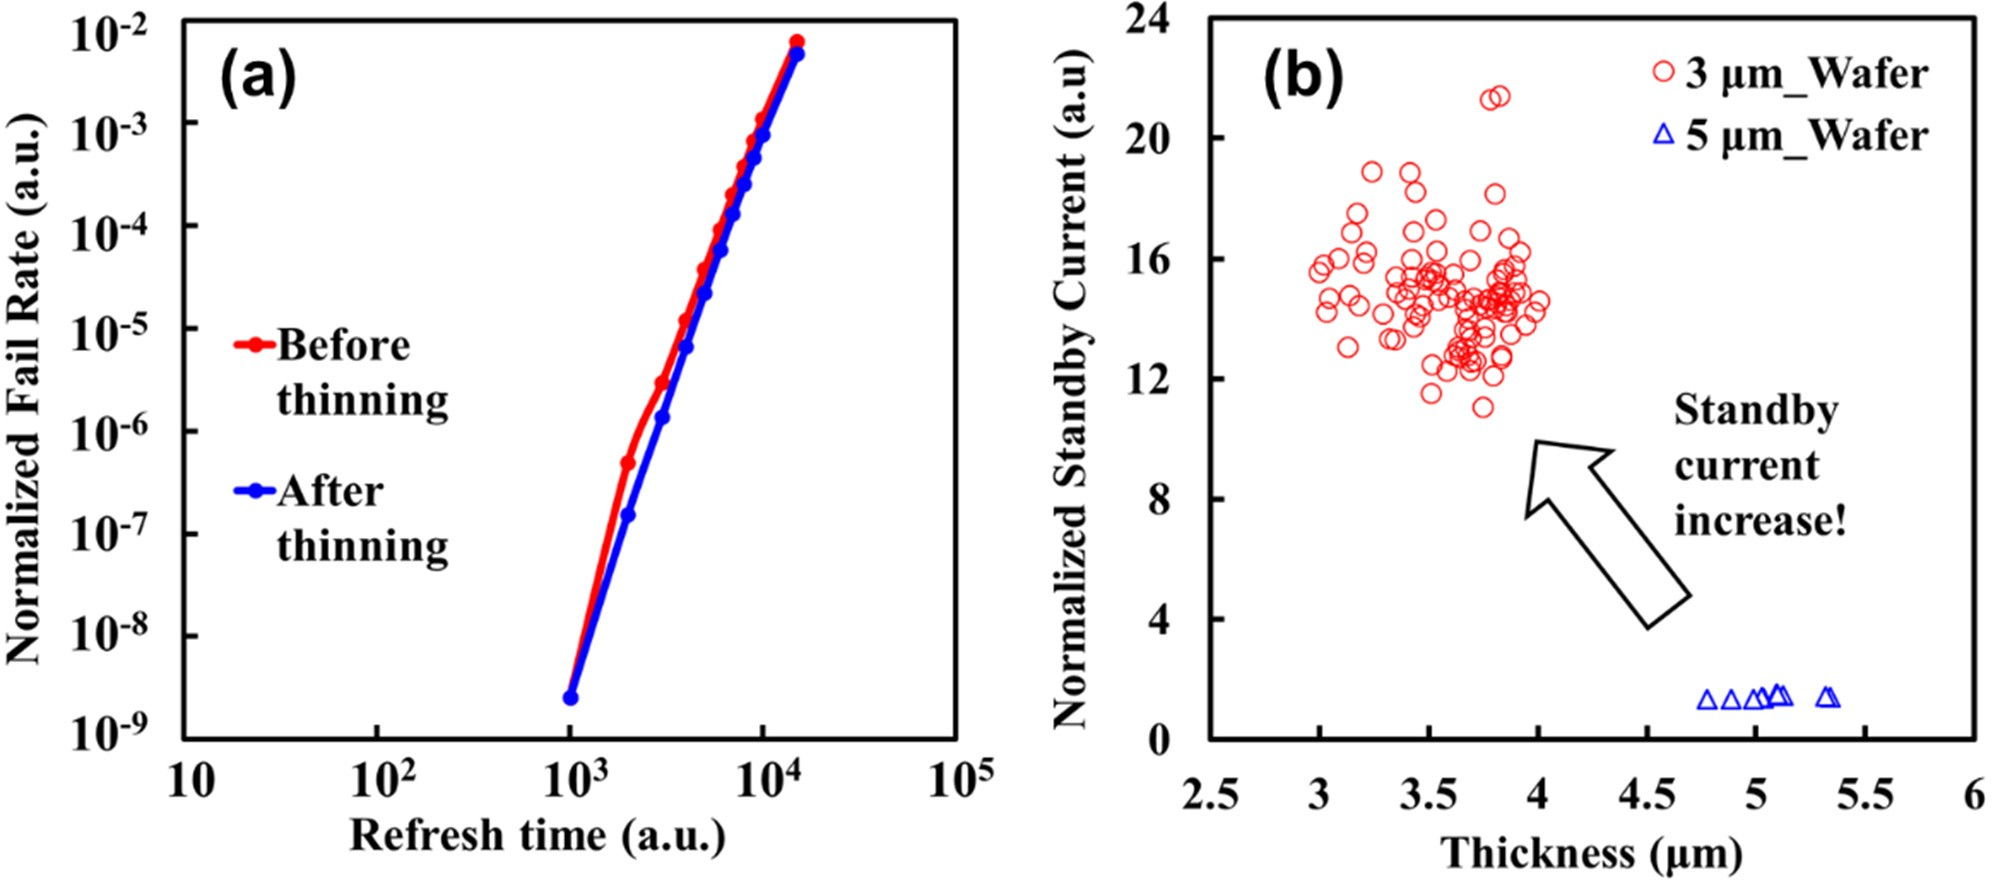 (a)
Normalized Fail Rate (a.u.)
10-2
10-3
10-4
10-5
10-6
10-7
10-8
10-9
Before
thinning
After
thinning
10 102 103 104 105
Refresh time (a.u.)
(b)
Normalized Standby Current (a.u)
24
20
16
12
8
4
0
3 μm_Wafer
5 μm_Wafer
Standby
current
increase!
2.5 3 3.5 4 4.5 5 5.5 6
Thickness (μm)